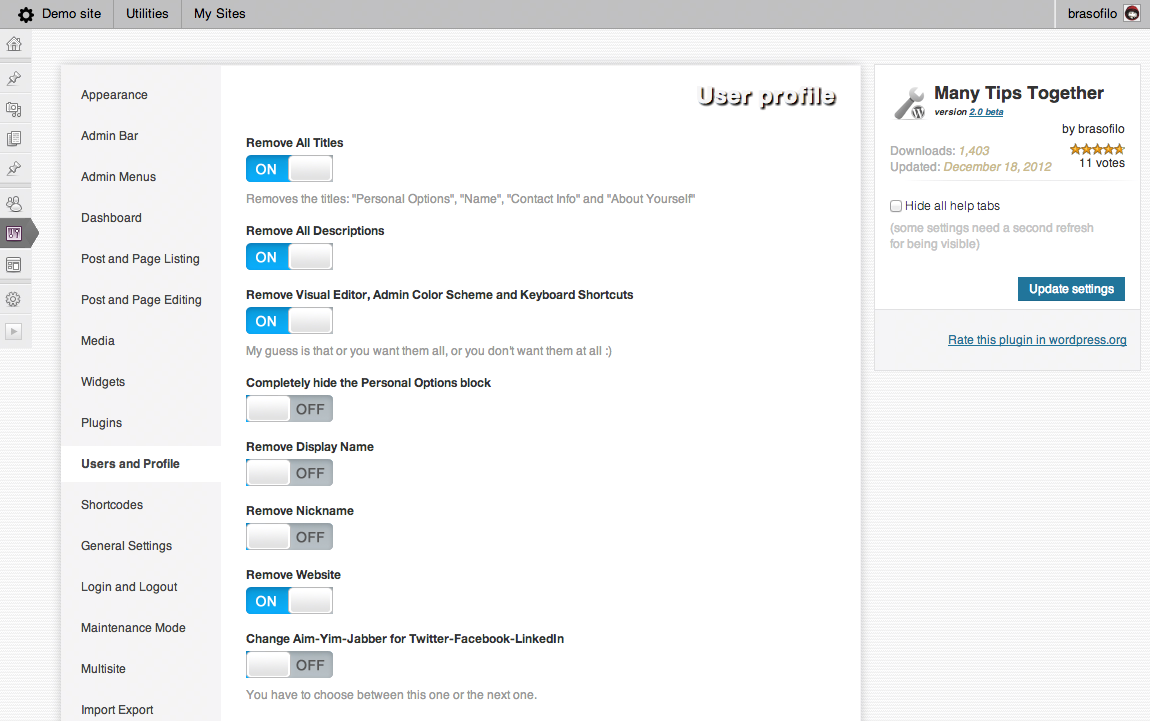 Demo site
Utilities
My Sites
brasofilo
Appearance
Admin Bar
Admin Menus
Dashboard
Post and Page Listing
Post and Page Editing
Media
Widgets
Plugins
Users and Profile
Shortcodes
General Settings
Login and Logout
Maintenance Mode
Multisite
Import Export
User profile
Remove All Titles
ON
Removes the titles: "Personal Options", "Name", "Contact Info" and "About Yourself"
Remove All Descriptions
ON
Remove Visual Editor, Admin Color Scheme and Keyboard Shortcuts
ON
My guess is that or you want them all, or you don't want them at all :)
Completely hide the Personal Options block
OFF
Remove Display Name
OFF
Remove Nickname
OFF
Remove Website
ON
Change Aim-Yim-Jabber for Twitter-Facebook-LinkedIn
OFF
You have to choose between this one or the next one.
Many Tips Together
version 2.0 beta
by brasofilo
Downloads: 1,403
Updated: December 18, 2012
11 votes
Hide all help tabs
(some settings need a second refresh
for being visible)
Update settings
Rate this plugin in wordpress.org